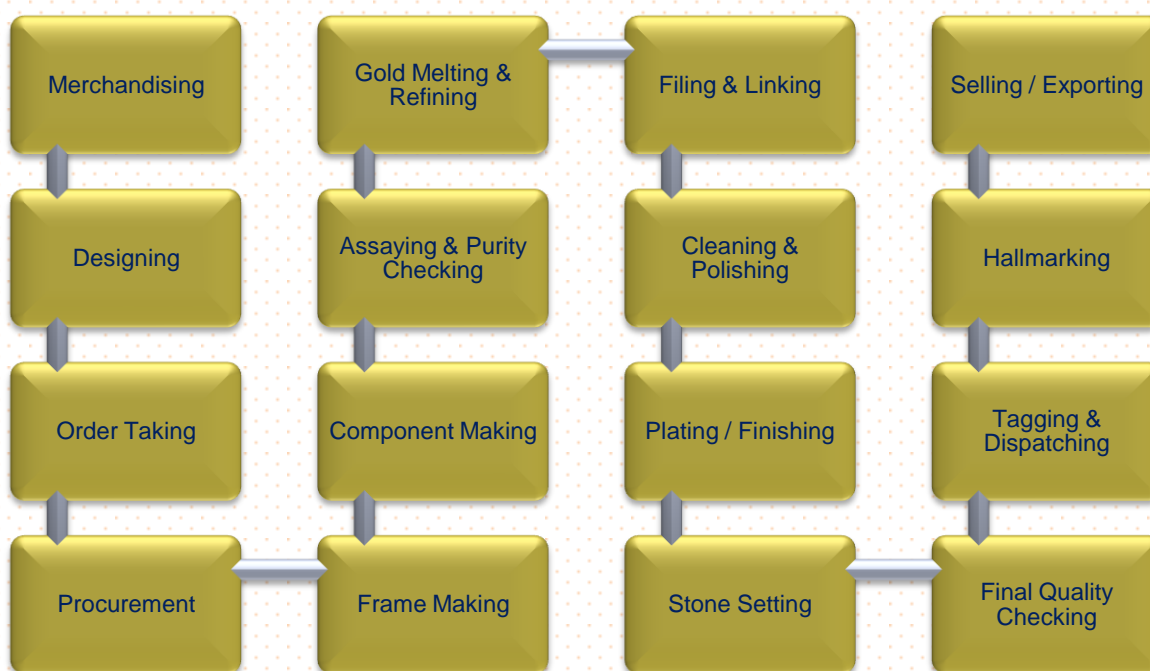 Merchandising
Designing
Order Taking
Procurement
Frame Making
Component Making
Assaying & Purity
Checking
Gold Melting &
Refining
Filing & Linking
Cleaning &
Polishing
Plating / Finishing
Stone Setting
Final Quality
Checking
Tagging &
Dispatching
Hallmarking
Selling / Exporting